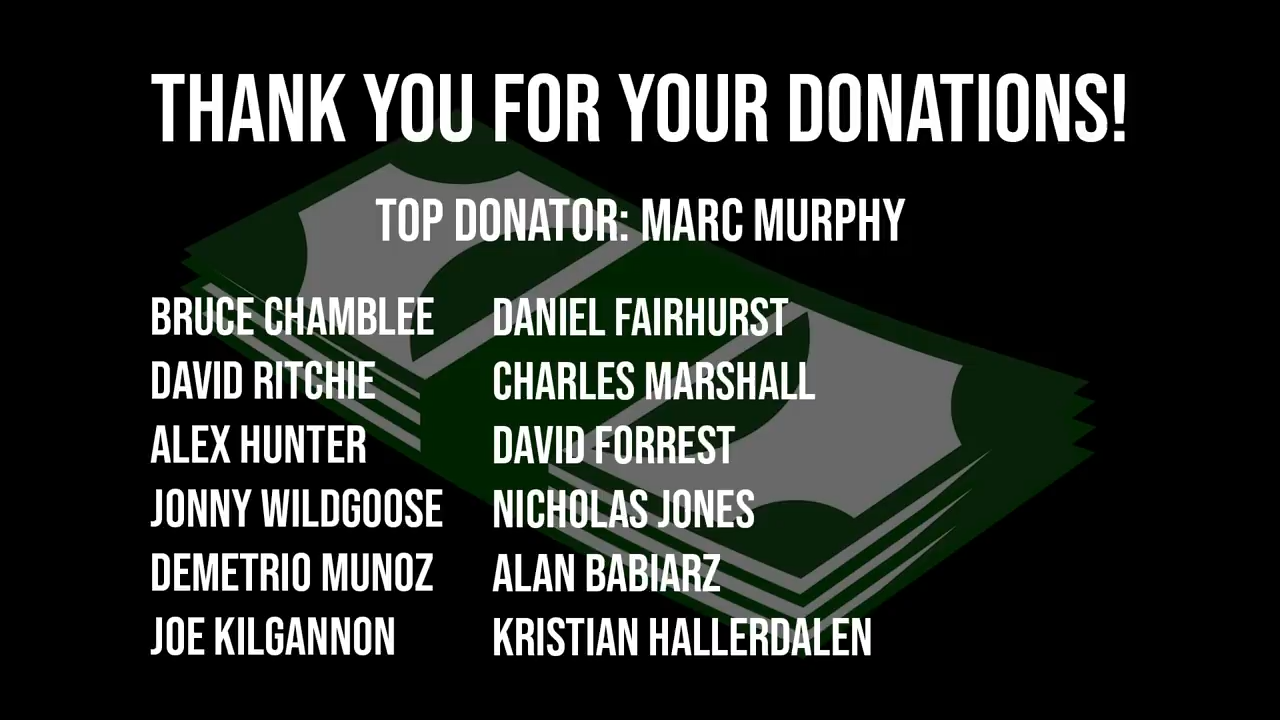 THANK YOU FOR YOUR DONATIONS!
TOP DONATOR: MARC MURPHY
BRUCE CHAMBLEE
DAVID RITCHIE
ALEX HUNTER
JONNY WILDGOOSE
DEMETRIO MUNOZ
JOE KILGANNON
DANIEL FAIRHURST
CHARLES MARSHALL
DAVID FORREST
NICHOLAS JONES
ALAN BABIARZ
KRISTIAN HALLERDALEN